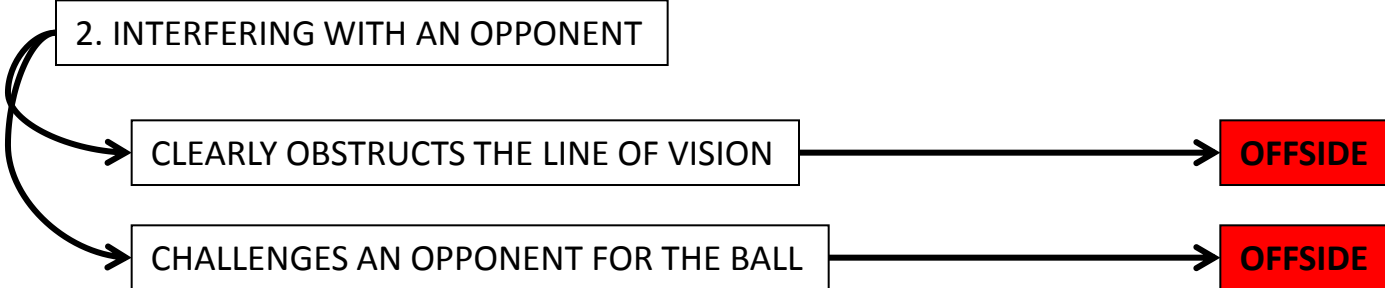 2. INTERFERING WITH AN OPPONENT
CLEARLY OBSTRUCTS THE LINE OF VISION
OFFSIDE
CHALLENGES AN OPPONENT FOR THE BALL
OFFSIDE